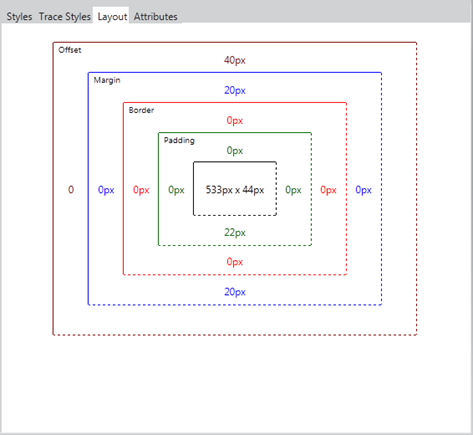 Styles Trace Styles Layout Attributes
Offset
40px
Margin
20px
Border
0px
Padding
0px
0 0px 0px 0px 533px x 44px 0px 0px 0px
22px
0px
20px